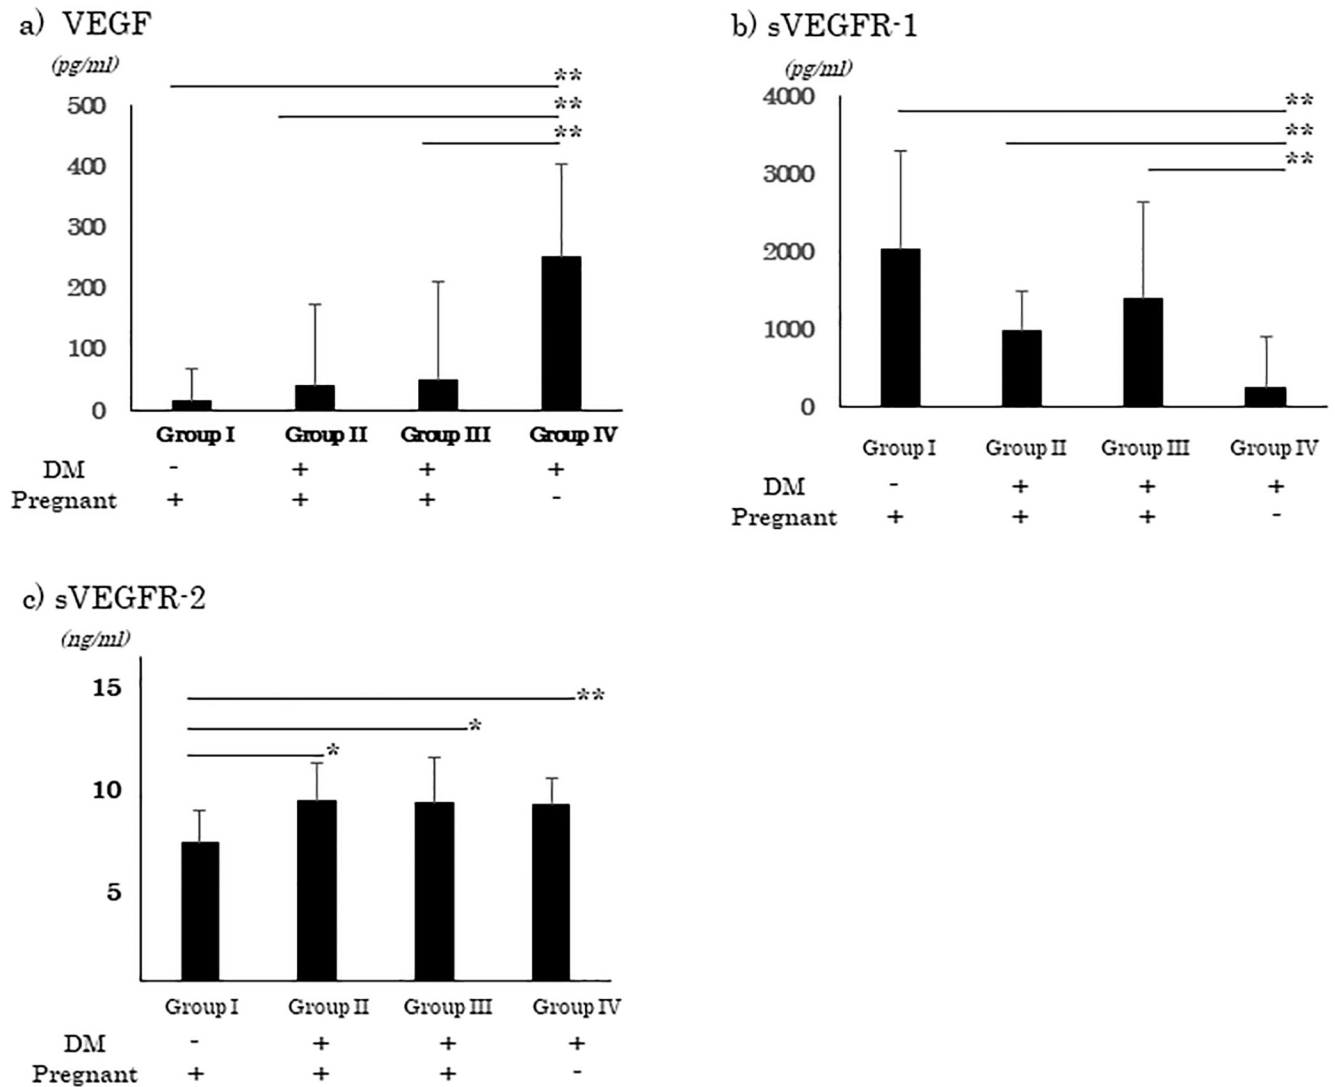 a) VEGF
(pg/ml)
**
**
**
500
400
300
200
100
0
Group I Group II Group III Group IV
DM - + + +
Pregnant + + + -
b) sVEGFR-1
(pg/ml)
**
**
**
4000
3000
2000
1000
0
Group I Group II Group III Group IV
DM - + + +
Pregnant + + + -
c) sVEGFR-2
(ng/ml)
**
*
*
15
10
5
Group I Group II Group III Group IV
DM - + + +
Pregnant + + + -